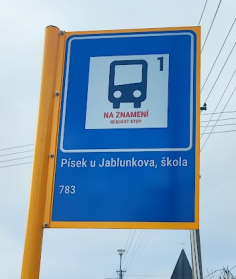 1
NA ZNAMENÍ
REQUEST STOP
Písek u Jablunkova, škola
783